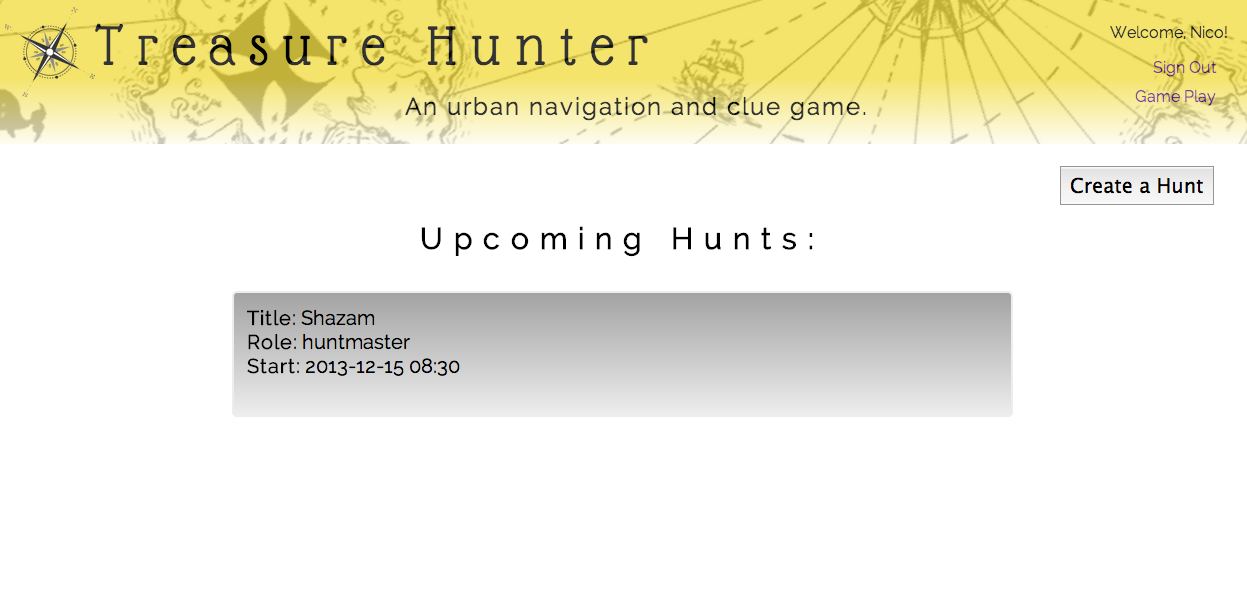 Treasure Hunter
An urban navigation and clue game.
Welcome, Nico!
Sign Out
Game Play
Create a Hunt
Upcoming Hunts:
Title: Shazam
Role: huntmaster
Start: 2013-12-15 08:30